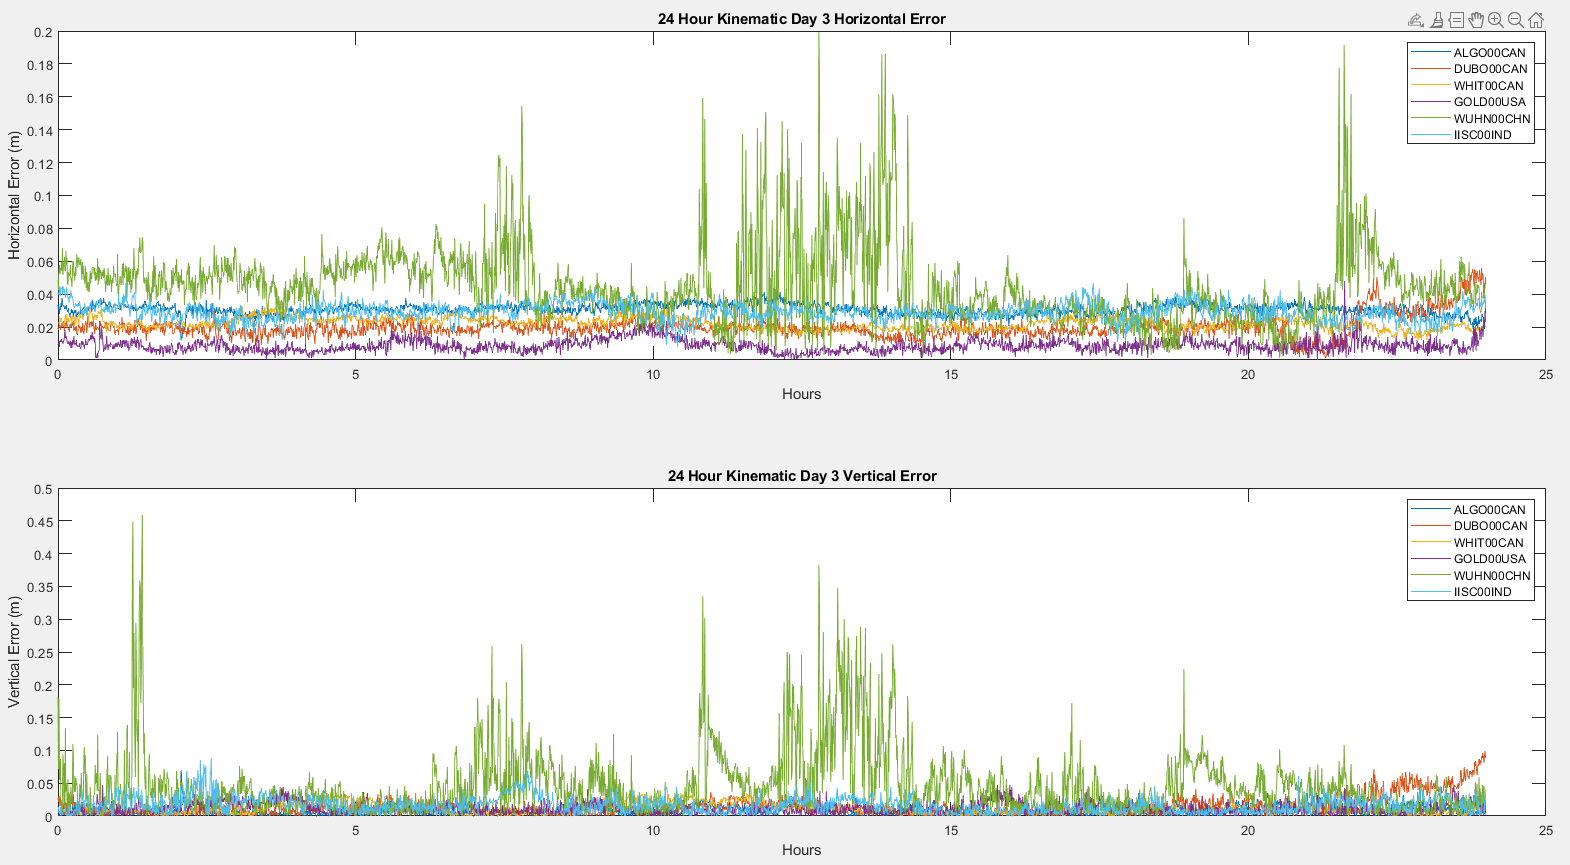 24 Hour Kinematic Day 3 Horizontal Error
0.2
0.18
0.16
0.14
0.12
0.1
0.08
0.06
0.04
0.02
0
Horizontal Error (m)
ALGO00CAN
DUBO00CAN
WHIT00CAN
GOLD00USA
WUHN00CHN
IISC00IND
0 5 10 15 20 25
Hours
24 Hour Kinematic Day 3 Vertical Error
0.5
0.45
0.4
0.35
0.3
0.25
0.2
0.15
0.1
0.05
0
Vertical Error (m)
ALGO00CAN
DUBO00CAN
WHIT00CAN
GOLD00USA
WUHN00CHN
IISC00IND
0 5 10 15 20 25
Hours